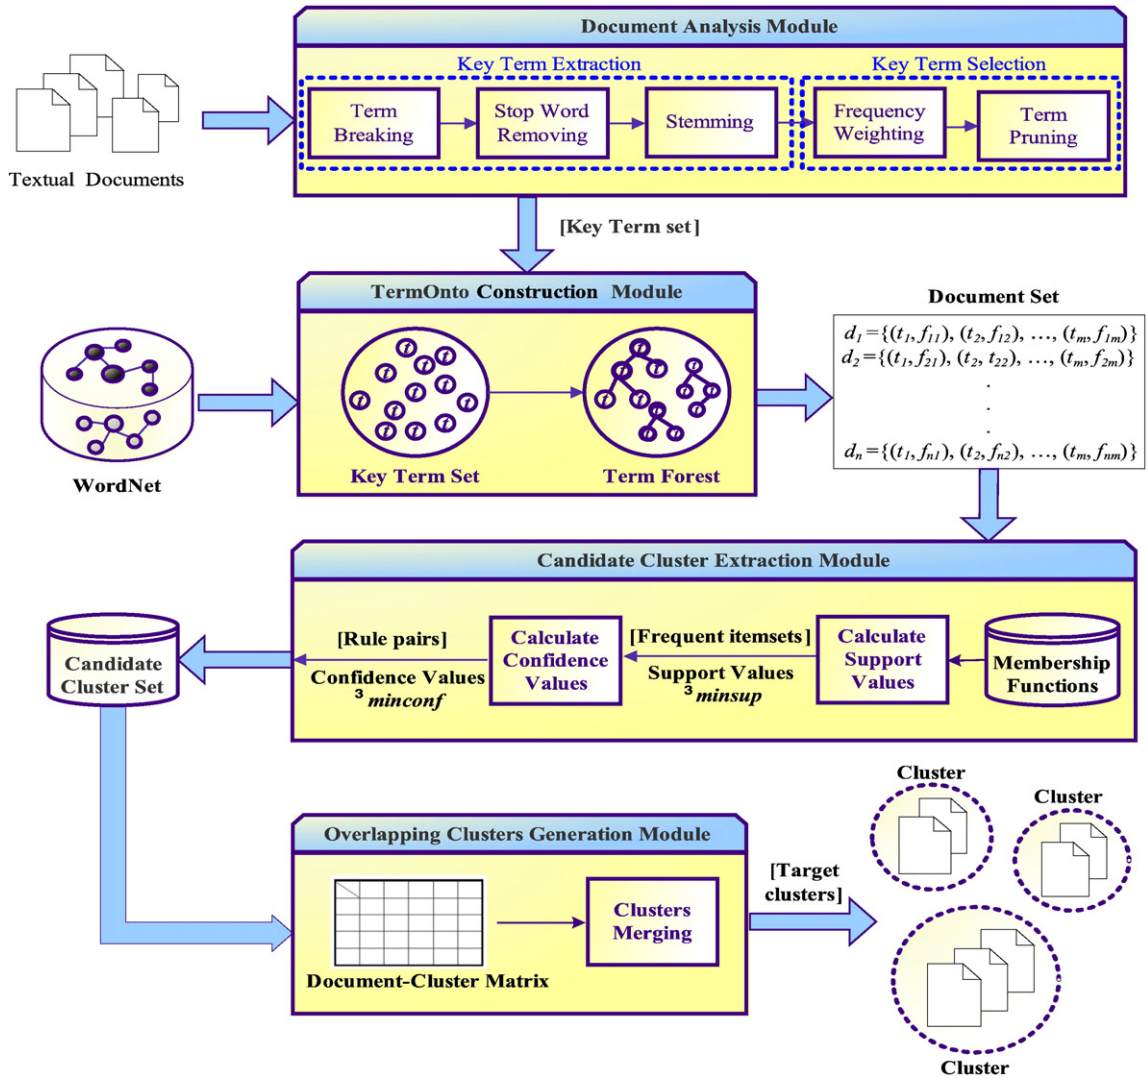 Document Analysis Module
Key Term Extraction
Key Term Selection
Term
Breaking
Stop Word
Removing
Stemming
Frequency
Weighting
Term
Pruning
Textual Documents
[Key Term set]
TermOnto Construction Module
t t t t t t t t t t t t t
Key Term Set
t t t t t t t t t t t t t
Term Forest
WordNet
Document Set
d1={(t1, f11), (t2, f12), …, (tm, f1m)}
d2={(t1, f21), (t2, t22), …, (tm, f2m)}
.
.
.
dn={(t1, fn1), (t2, fn2), …, (tm, fnm)}
Candidate Cluster Extraction Module
Candidate
Cluster Set
[Rule pairs]
Confidence Values
³ minconf
Calculate
Confidence
Values
[Frequent itemsets]
Support Values
³ minsup
Calculate
Support
Values
Membership
Functions
Overlapping Clusters Generation Module
Document-Cluster Matrix
Clusters
Merging
[Target
clusters]
Cluster
Cluster
Cluster